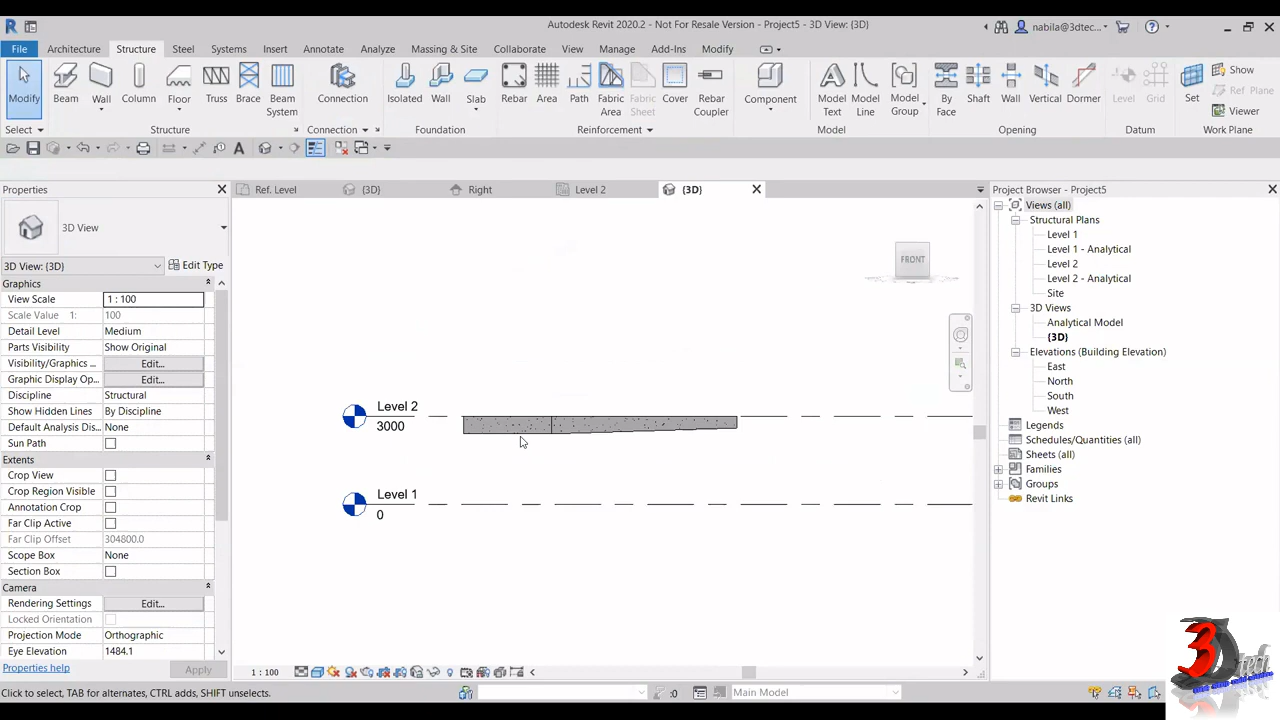 Autodesk Revit 2020.2 - Not For Resale Version - Project5 - 3D View: {3D}
nabila@3dtec...
File Architecture Structure Steel Systems Insert Annotate Analyze Massing & Site Collaborate View Manage Add-Ins Modify
Modify Beam Wall Column Floor Truss Brace Beam System Connection Isolated Wall Slab Rebar Area Path Fabric Area Fabric Sheet Cover Rebar Coupler Component Model Text Model Line Model Group By Face Shaft Wall Vertical Dormer Level Grid Set Show Ref Plane Viewer
Select Structure Connection Foundation Reinforcement Model Opening Datum Work Plane
Properties
Ref. Level {3D} Right Level 2 {3D}
Project Browser - Project5
3D View
3D View: {3D} Edit Type
Graphics
View Scale 1 : 100
Scale Value 1: 100
Detail Level Medium
Parts Visibility Show Original
Visibility/Graphics ... Edit...
Graphic Display Op... Edit...
Discipline Structural
Show Hidden Lines By Discipline
Default Analysis Dis... None
Sun Path
Extents
Crop View
Crop Region Visible
Annotation Crop
Far Clip Active
Far Clip Offset 304800.0
Scope Box None
Section Box
Camera
Rendering Settings Edit...
Locked Orientation
Projection Mode Orthographic
Eye Elevation 1484.1
Properties help Apply
FRONT
Level 2
3000
Level 1
0
Views (all)
Structural Plans
Level 1
Level 1 - Analytical
Level 2
Level 2 - Analytical
Site
3D Views
Analytical Model
{3D}
Elevations (Building Elevation)
East
North
South
West
Legends
Schedules/Quantities (all)
Sheets (all)
Families
Groups
Revit Links
1 : 100
Click to select, TAB for alternates, CTRL adds, SHIFT unselects.
:0 Main Model
3Dtech